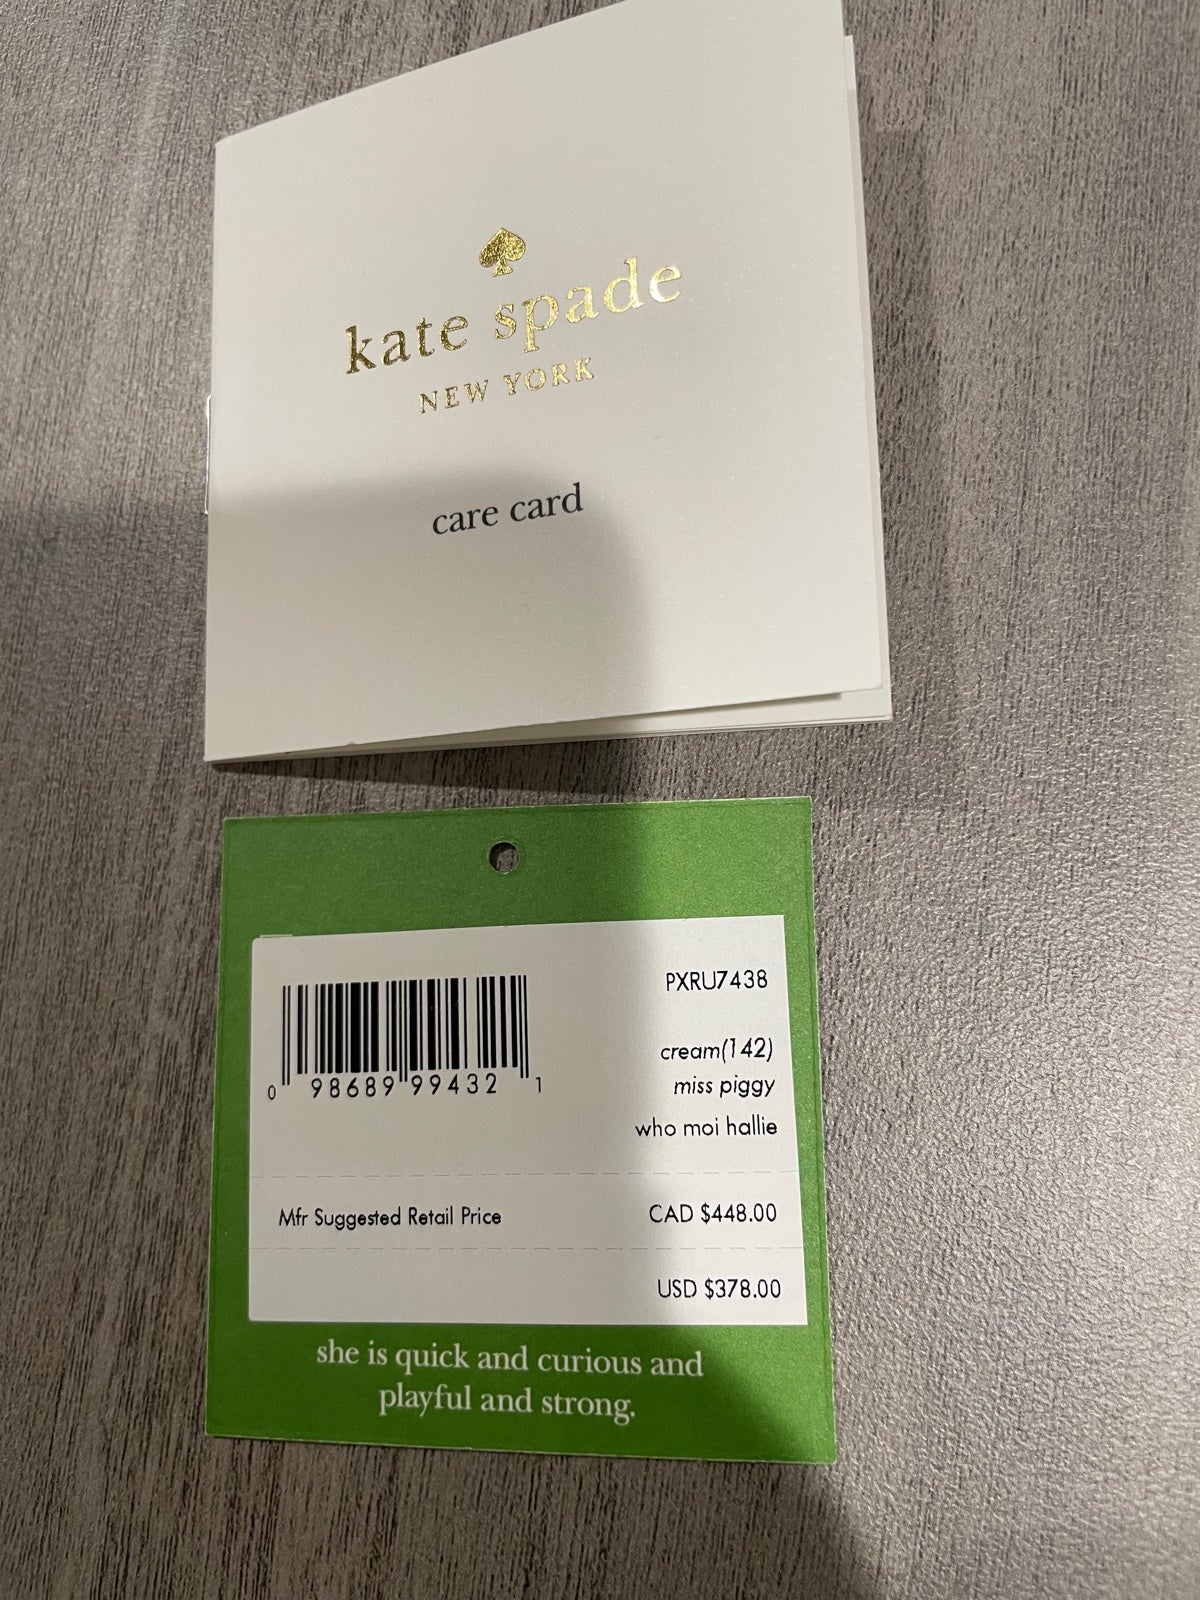 kate spade
NEW YORK
care card
PXRU7438
cream(142)
miss piggy
who moi hallie
0 98689 99432 1
Mfr Suggested Retail Price CAD $448.00
USD $378.00
she is quick and curious and
playful and strong.